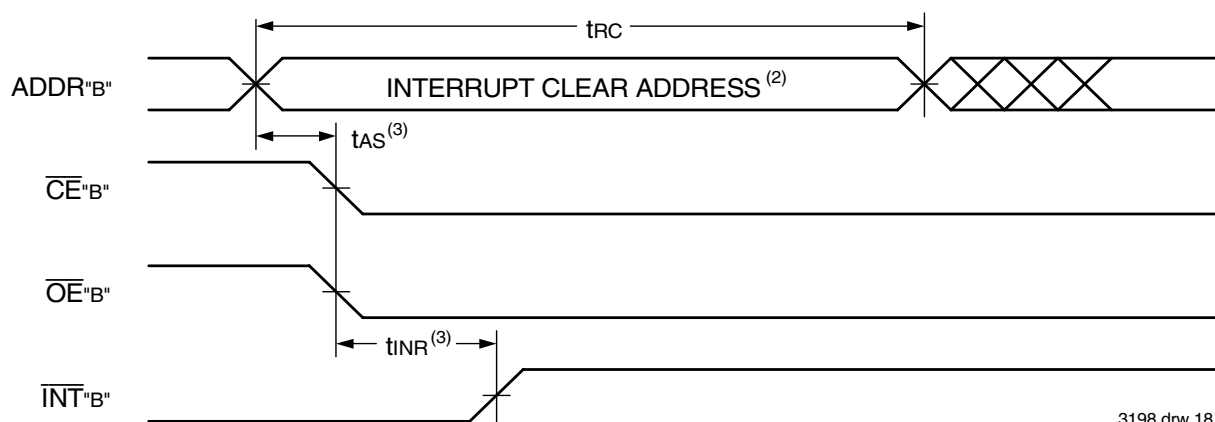 tRC
ADDR"B"
INTERRUPT CLEAR ADDRESS(2)
tAS(3)
CE"B"
OE"B"
tINR(3)
INT"B"
3198 drw 18